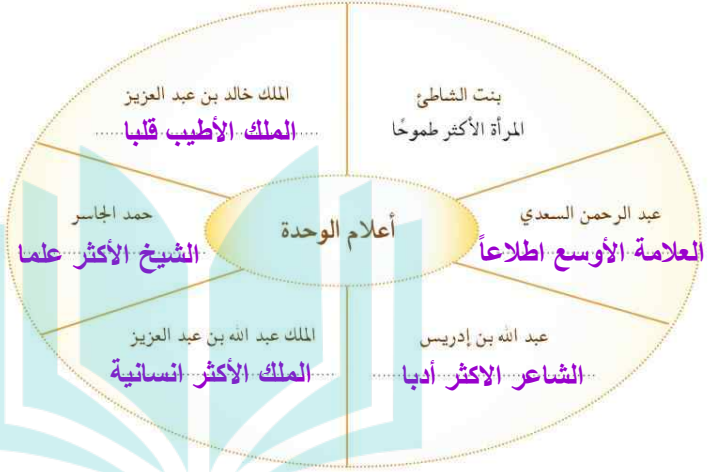 بنت الشاطئ
المرأة الأكثر طموحًا
الملك خالد بن عبد العزيز
الملك الأطيب قلبا
عبد الرحمن السعدي
العلامة الأوسع اطلاعاً
أعلام الوحدة
حمد الجاسر
الشيخ الأكثر علما
عبد الله بن إدريس
الشاعر الاكثر أدبا
الملك عبد الله بن عبد العزيز
الملك الأكثر انسانية